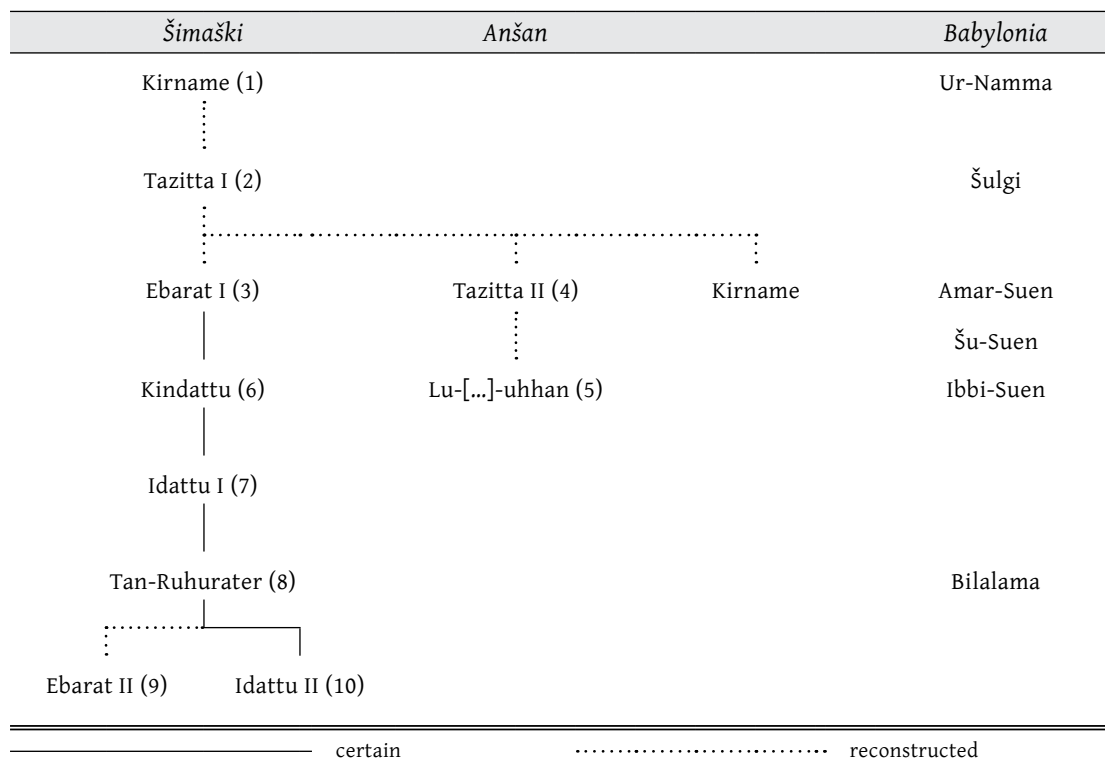 Šimaški Anšan Babylonia
Kirname (1) Ur-Namma
Tazitta I (2) Šulgi
Ebarat I (3) Tazitta II (4) Kirname Amar-Suen
Šu-Suen
Kindattu (6) Lu-[...]-uhhan (5) Ibbi-Suen
Idattu I (7)
Tan-Ruhurater (8) Bilalama
Ebarat II (9) Idattu II (10)
certain reconstructed